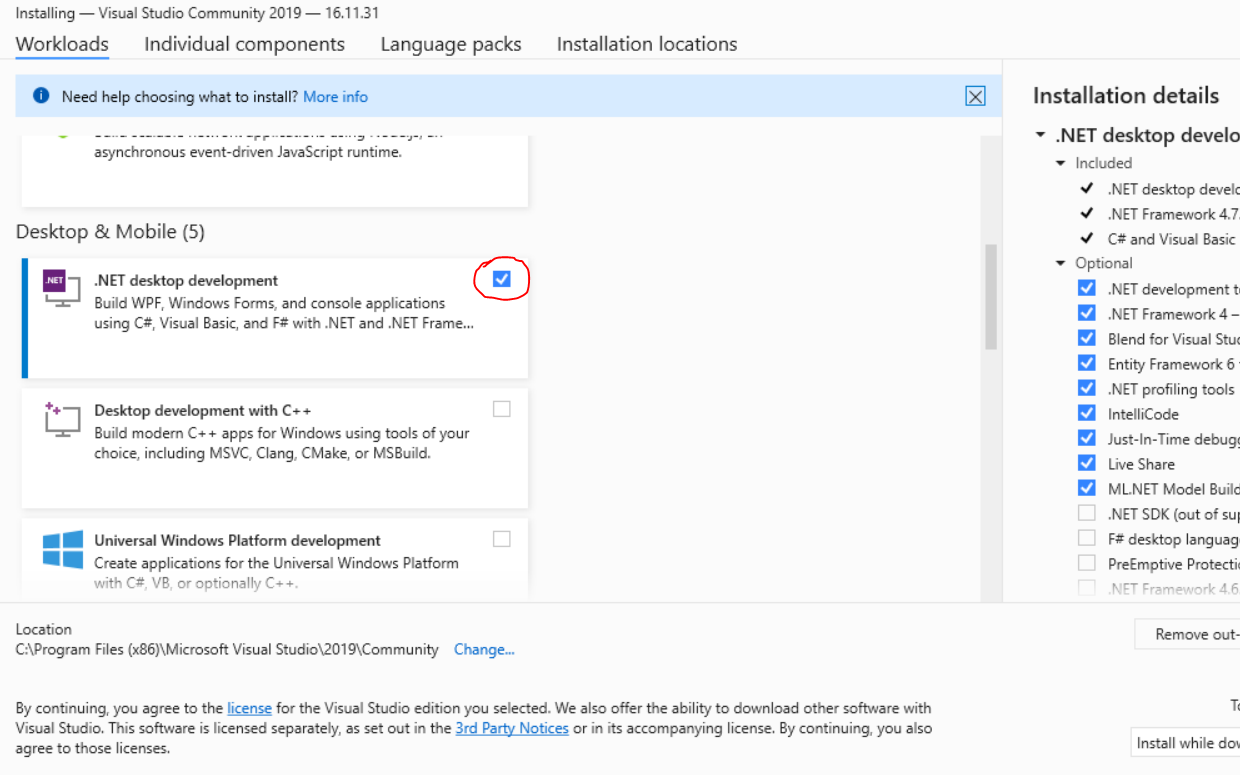 Installing — Visual Studio Community 2019 — 16.11.31
Workloads
Individual components
Language packs
Installation locations
Need help choosing what to install? More info
asynchronous event-driven JavaScript runtime.
Desktop & Mobile (5)
.NET
.NET desktop development
Build WPF, Windows Forms, and console applications
using C#, Visual Basic, and F# with .NET and .NET Frame...
Desktop development with C++
Build modern C++ apps for Windows using tools of your
choice, including MSVC, Clang, CMake, or MSBuild.
Universal Windows Platform development
Create applications for the Universal Windows Platform
with C#, VB, or optionally C++.
Installation details
.NET desktop develo
Included
.NET desktop develo
.NET Framework 4.7.
C# and Visual Basic
Optional
.NET development to
.NET Framework 4 –
Blend for Visual Stud
Entity Framework 6
.NET profiling tools
IntelliCode
Just-In-Time debugg
Live Share
ML.NET Model Build
.NET SDK (out of sup
F# desktop language
PreEmptive Protectio
.NET Framework 4.6.
Location
C:\Program Files (x86)\Microsoft Visual Studio\2019\Community
Change...
Remove out-
By continuing, you agree to the license for the Visual Studio edition you selected. We also offer the ability to download other software with
Visual Studio. This software is licensed separately, as set out in the 3rd Party Notices or in its accompanying license. By continuing, you also
agree to those licenses.
To
Install while dow